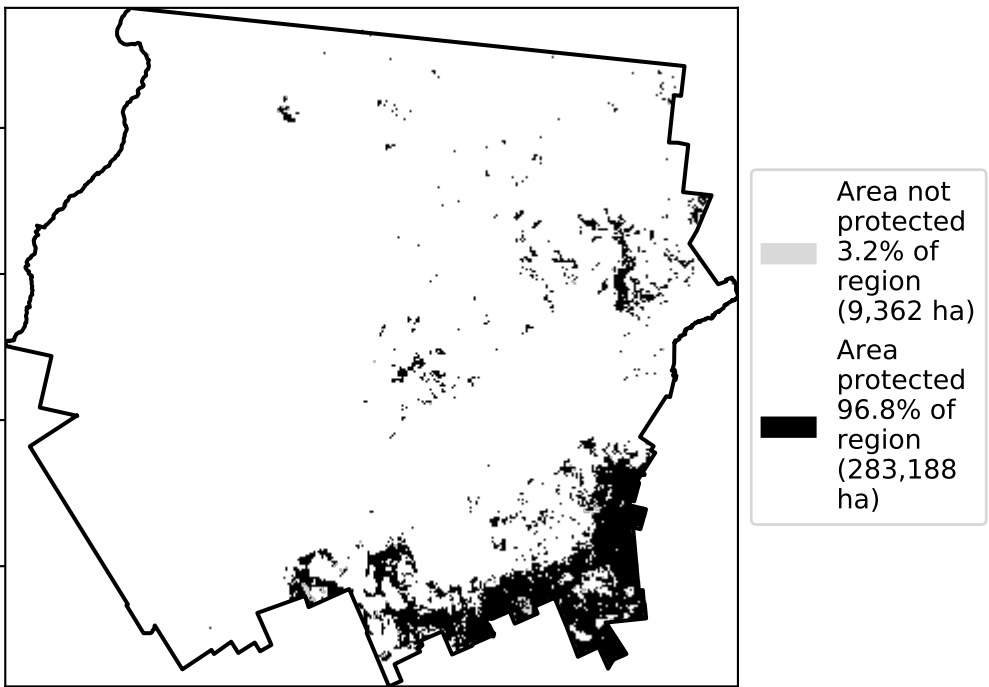 Area not
protected
3.2% of
region
(9,362 ha)
Area
protected
96.8% of
region
(283,188
ha)